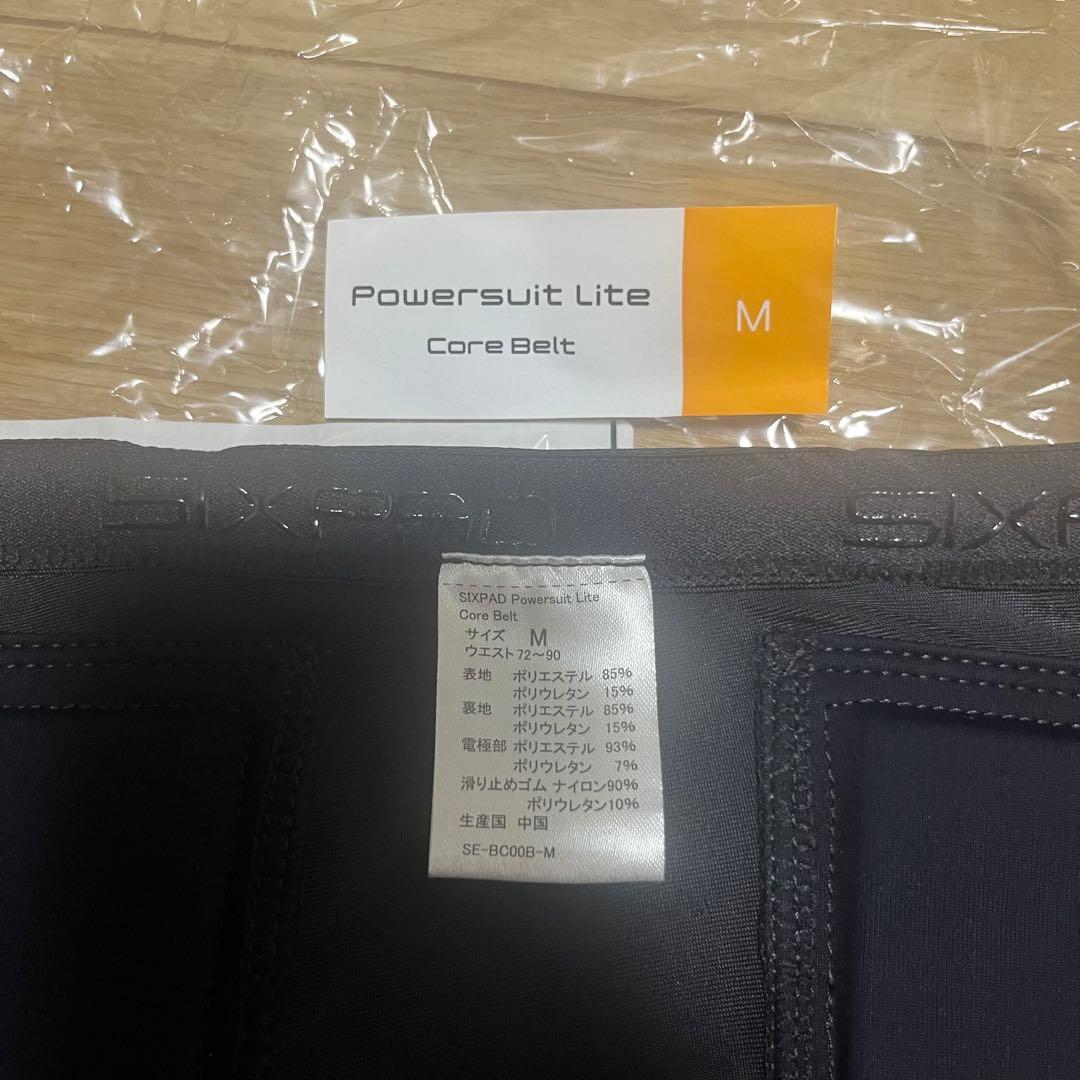 Powersuit Lite
Core Belt
M
SIXPAD
SIXPA
SIXPAD Powersuit Lite
Core Belt
サイズ M
ウエスト72～90
表地 ポリエステル 85%
ポリウレタン 15%
裏地 ポリエステル 85%
ポリウレタン 15%
電極部 ポリエステル 93%
ポリウレタン 7%
滑り止めゴム ナイロン90%
ポリウレタン10%
生産国 中国
SE-BC00B-M